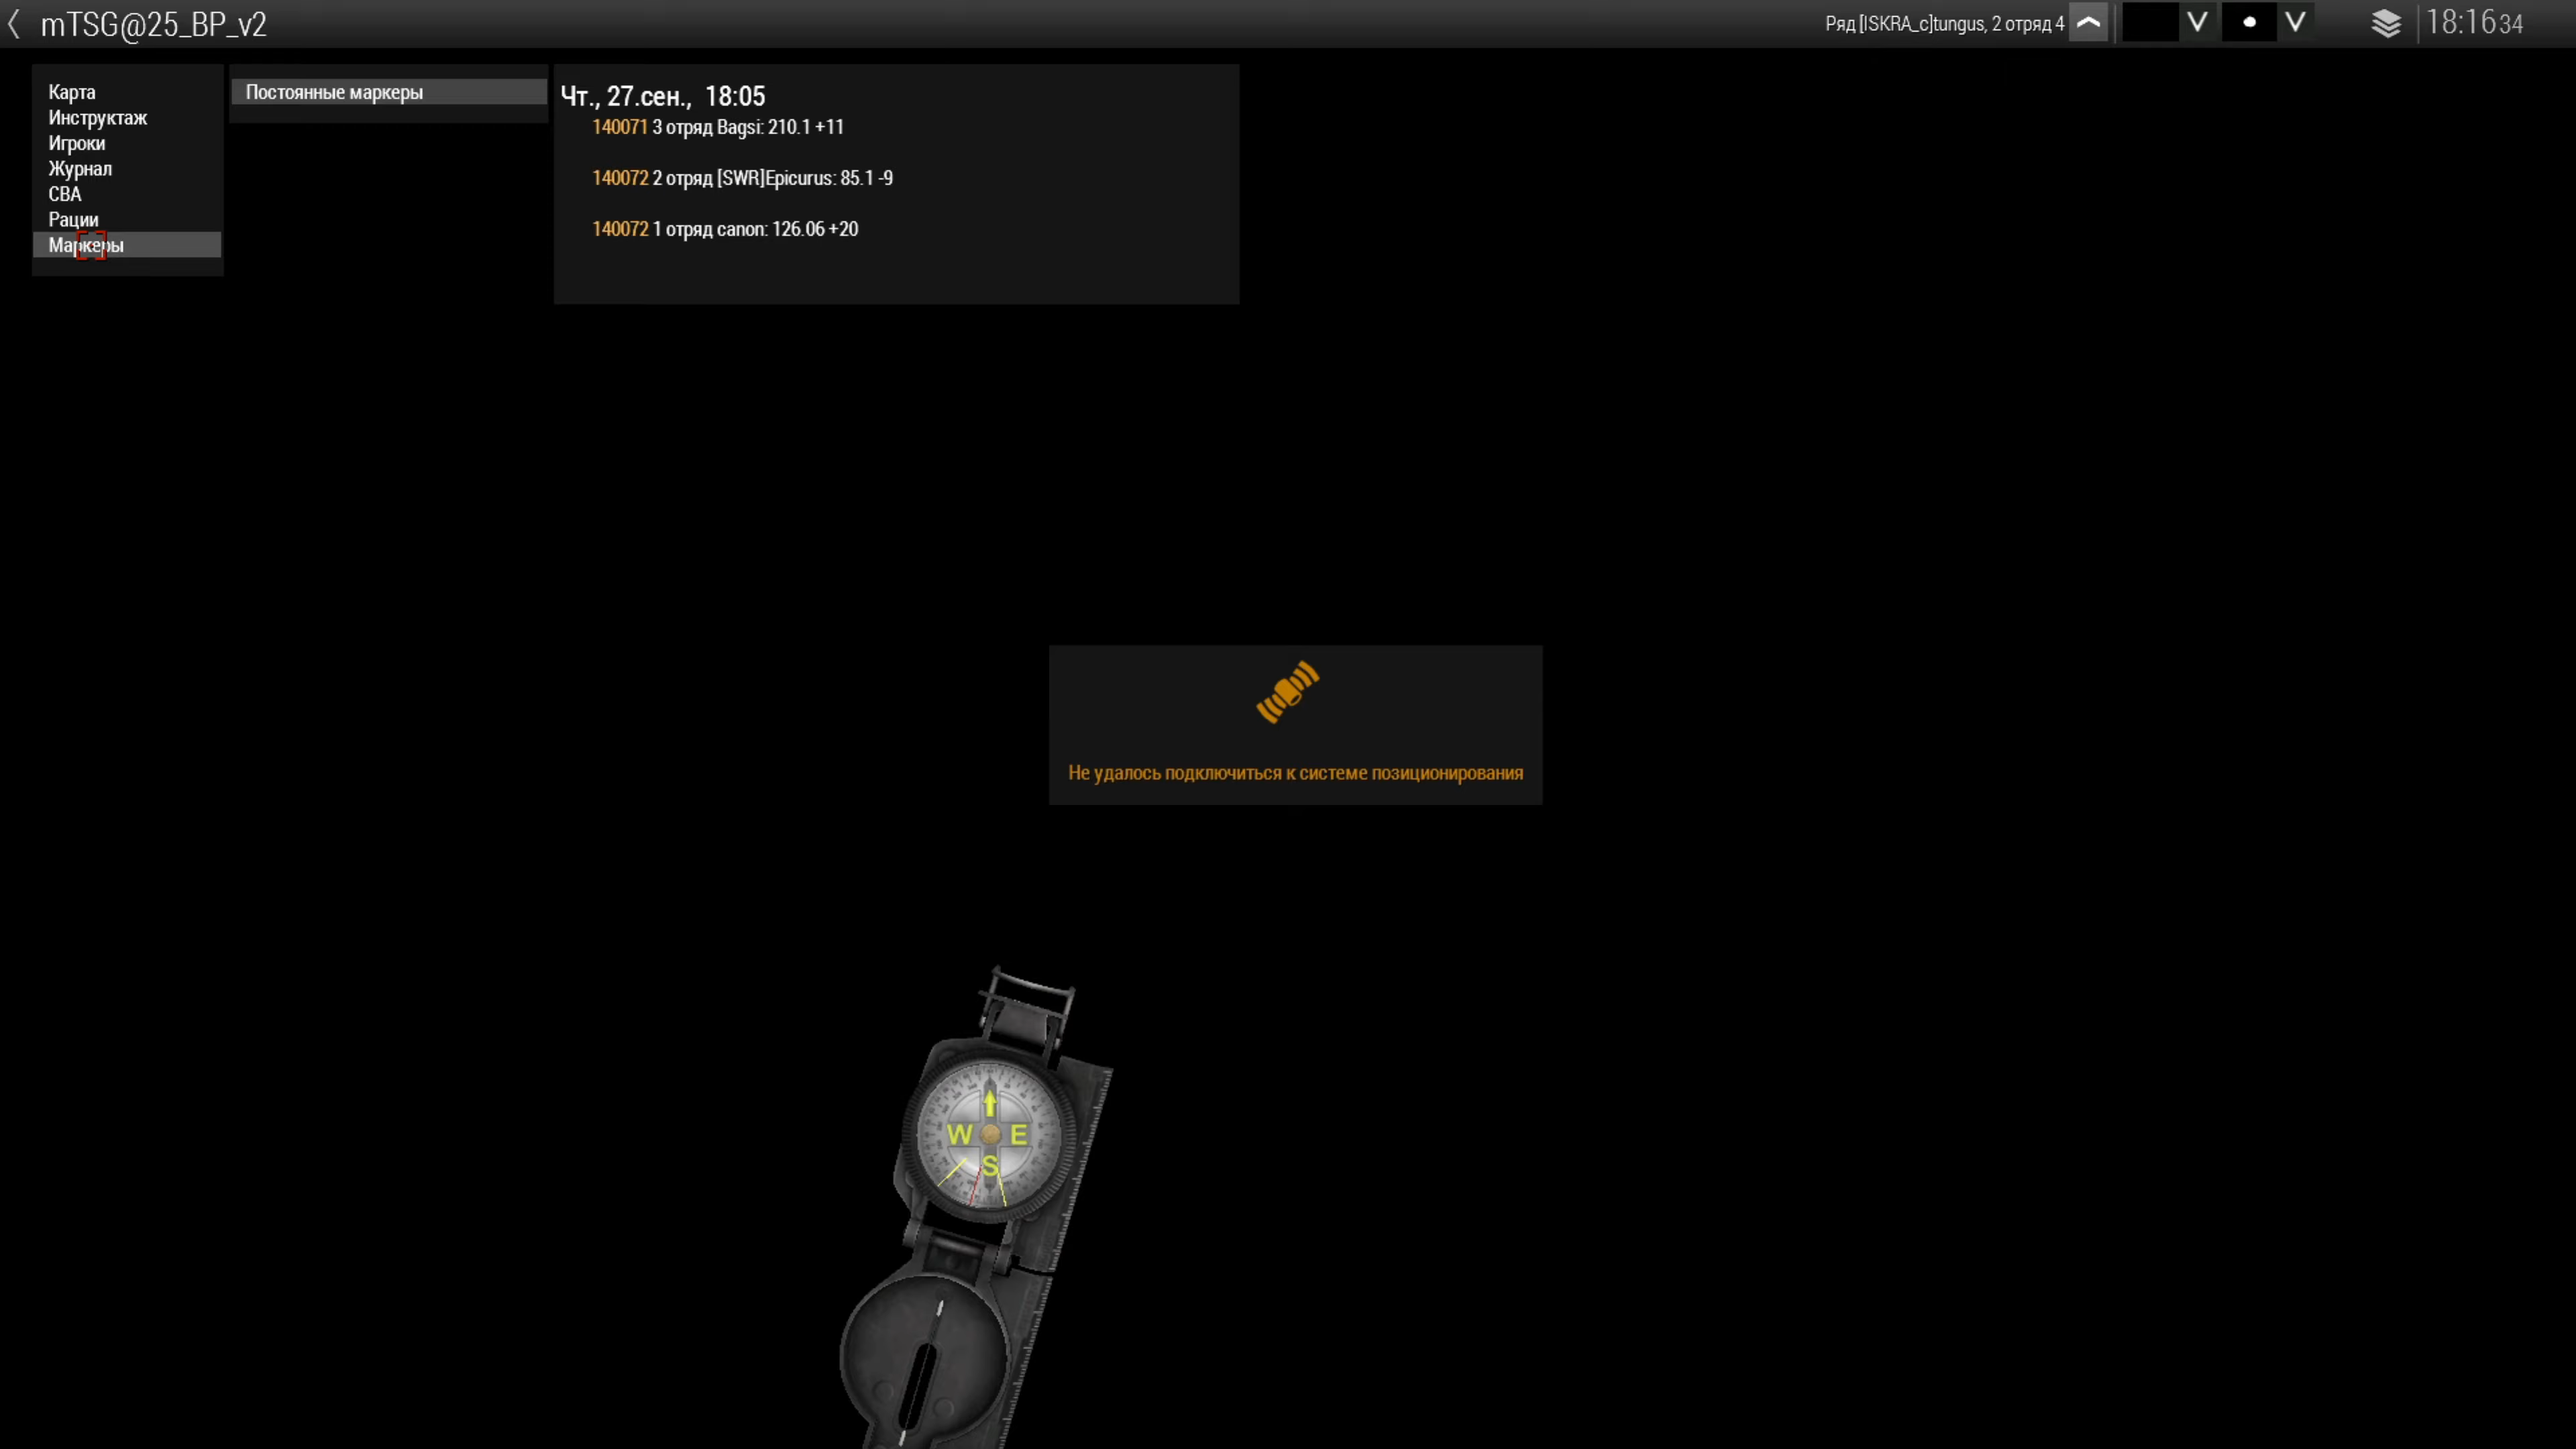 mTSG@25_BP_v2
Ряд [ISKRA_c]tungus, 2 отряд 4
18:16 34
Карта
Инструктаж
Игроки
Журнал
СВА
Рации
Маркеры
Постоянные маркеры
Чт., 27.сен., 18:05
140071 3 отряд Bagsi: 210.1 +11
140072 2 отряд [SWR]Epicurus: 85.1 -9
140072 1 отряд canon: 126.06 +20
Не удалось подключиться к системе позиционирования
W E
S